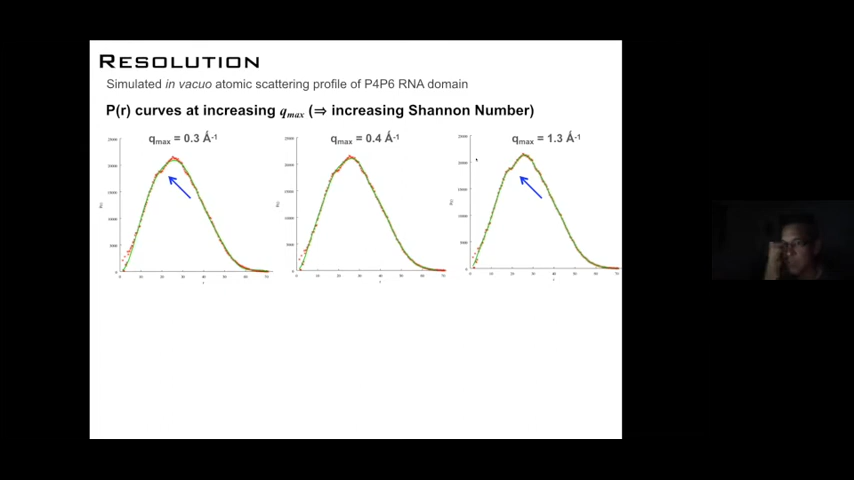 RESOLUTION
Simulated in vacuo atomic scattering profile of P4P6 RNA domain
P(r) curves at increasing qmax (⇒ increasing Shannon Number)
qmax = 0.3 Å-1
qmax = 0.4 Å-1
qmax = 1.3 Å-1